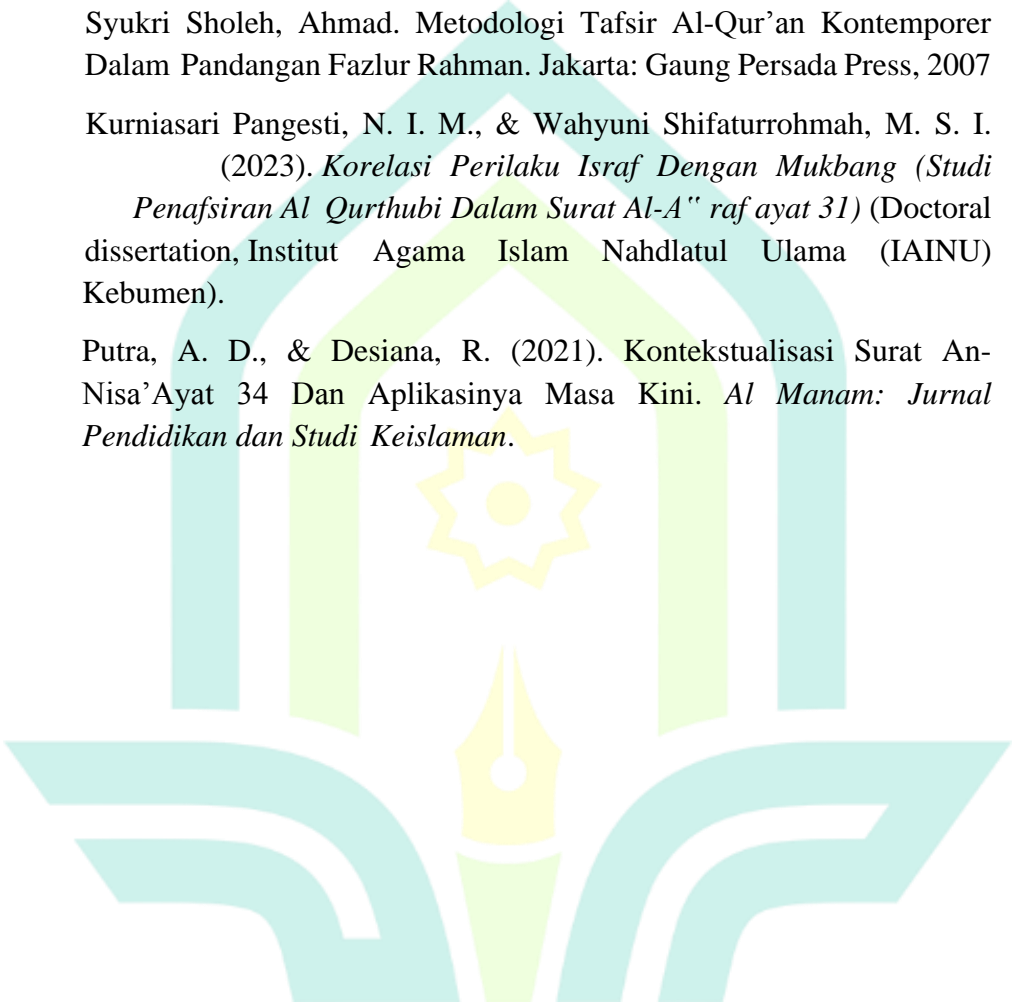 Syukri Sholeh, Ahmad. Metodologi Tafsir Al-Qur’an Kontemporer
Dalam Pandangan Fazlur Rahman. Jakarta: Gaung Persada Press, 2007
Kurniasari Pangesti, N. I. M., & Wahyuni Shifaturrohmah, M. S. I.
(2023). Korelasi Perilaku Israf Dengan Mukbang (Studi
Penafsiran Al Qurthubi Dalam Surat Al-A‟ raf ayat 31) (Doctoral
dissertation, Institut Agama Islam Nahdlatul Ulama (IAINU)
Kebumen).
Putra, A. D., & Desiana, R. (2021). Kontekstualisasi Surat An-
Nisa’Ayat 34 Dan Aplikasinya Masa Kini. Al Manam: Jurnal
Pendidikan dan Studi Keislaman.